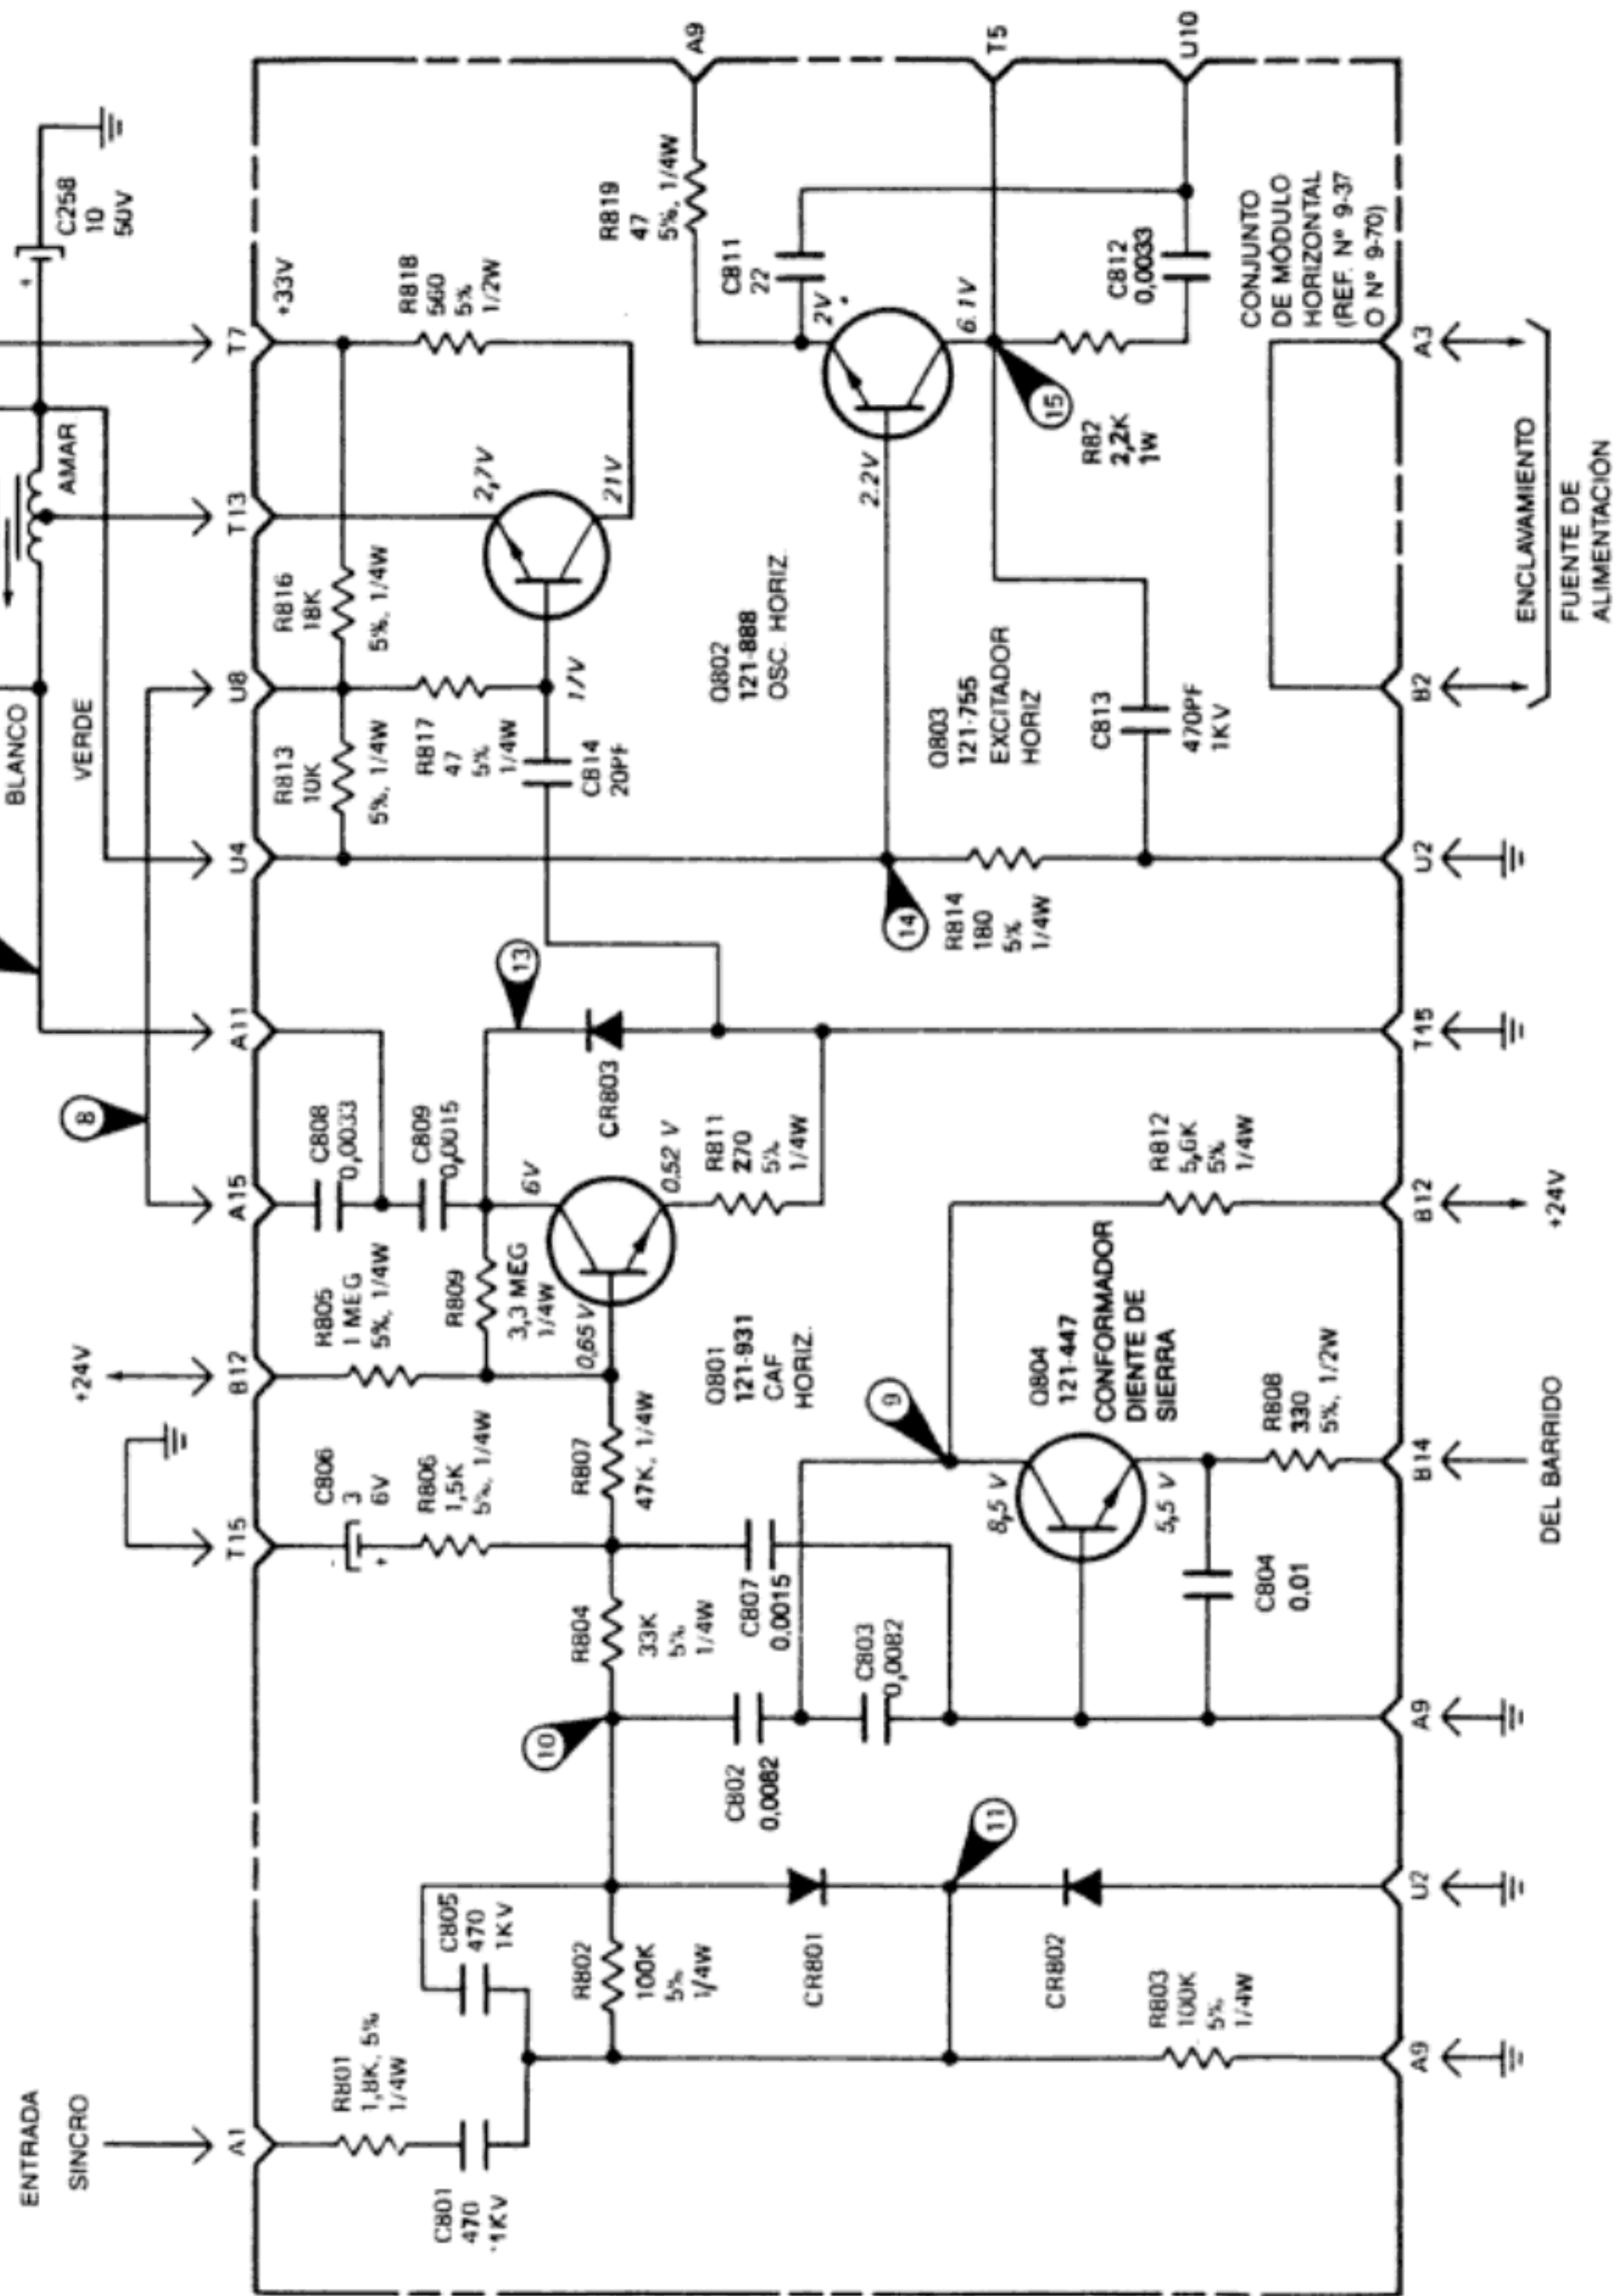 ENTRADA
SINCRO
A1
R801
1,8K, 5%
1/4W
C801
470
1KV
C805
470
1KV
R802
100K
5%
1/4W
CR801
CR802
R803
100K
5%
1/4W
A9
U2
11
10
T15
C806
3
6V
+
R806
1,5K
5%, 1/4W
R804
33K
5%
1/4W
R807
47K, 1/4W
C807
0,0015
C802
0,0082
C803
0,0082
C804
0,01
A9
+24V
B12
R805
1 MEG
5%, 1/4W
R809
3,3 MEG
1/4W
0,65 V
Q801
121-931
CAF
HORIZ.
9
8,5 V
5,5 V
Q804
121-447
CONFORMADOR
DIENTE DE
SIERRA
R808
330
5%, 1/2W
B14
DEL BARRIDO
8
A15
C808
0,0033
C809
0,0015
6V
0.52 V
R811
270
5%
1/4W
R812
5,6K
5%
1/4W
B12
+24V
A11
CR803
13
T15
BLANCO
VERDE
AMAR
C258
10
50V
+
U4
U8
T13
T7
+33V
R813
10K
5%, 1/4W
R816
18K
5%, 1/4W
R817
47
5%
1/4W
C814
20PF
R818
560
5%
1/2W
2,7V
21V
Q802
121-888
OSC. HORIZ.
14
R814
180
5%
1/4W
U2
Q803
121-755
EXCITADOR
HORIZ
C813
470PF
1KV
2.2V
2V
6.1V
15
R82
2,2K
1W
R819
47
5%, 1/4W
C811
22
C812
0,0033
A9
T5
U10
CONJUNTO
DE MÓDULO
HORIZONTAL
(REF. Nº 9-37
O Nº 9-70)
B2
A3
ENCLAVAMIENTO
FUENTE DE
ALIMENTACIÓN